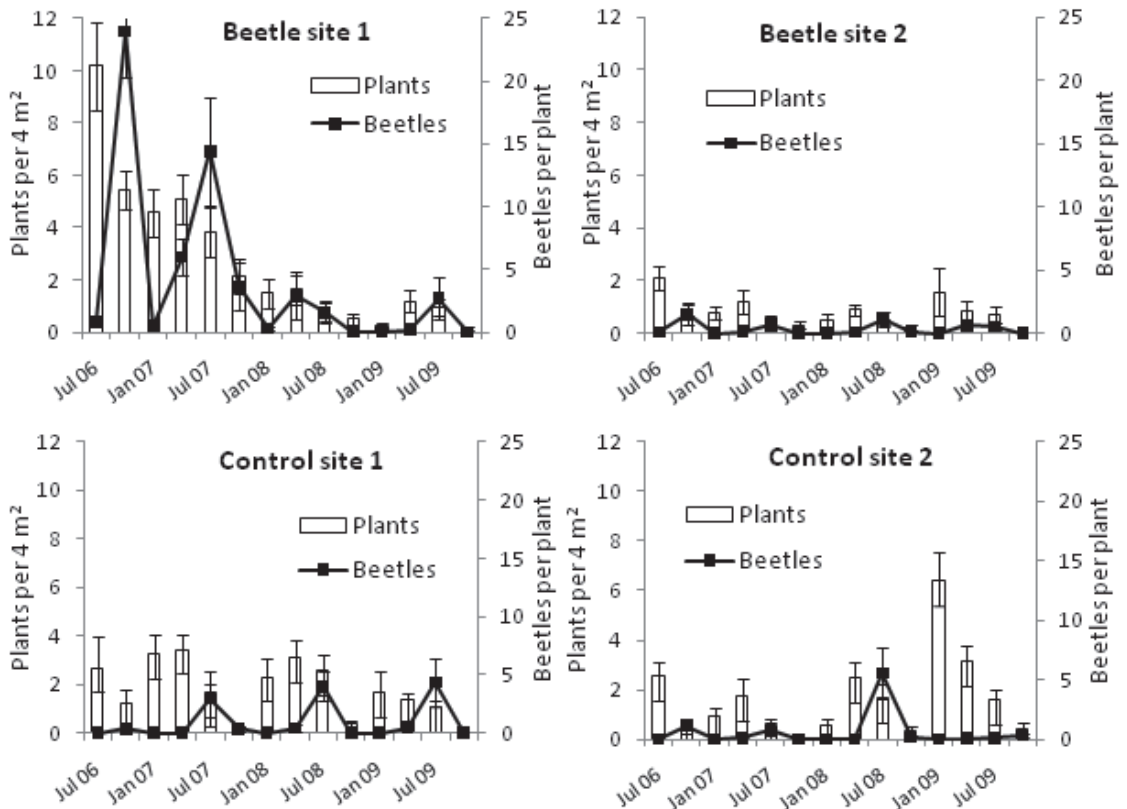 Beetle site 1
Plants
Beetles
Plants per 4 m²
12
10
8
6
4
2
0
25
20
15
10
5
0
Beetles per plant
Jul 06
Jan 07
Jul 07
Jan 08
Jul 08
Jan 09
Jul 09
Beetle site 2
Plants
Beetles
Plants per 4 m²
12
10
8
6
4
2
0
25
20
15
10
5
0
Beetles per plant
Jul 06
Jan 07
Jul 07
Jan 08
Jul 08
Jan 09
Jul 09
Control site 1
Plants
Beetles
Plants per 4 m²
12
10
8
6
4
2
0
25
20
15
10
5
0
Beetles per plant
Jul 06
Jan 07
Jul 07
Jan 08
Jul 08
Jan 09
Jul 09
Control site 2
Plants
Beetles
Plants per 4 m²
12
10
8
6
4
2
0
25
20
15
10
5
0
Beetles per plant
Jul 06
Jan 07
Jul 07
Jan 08
Jul 08
Jan 09
Jul 09